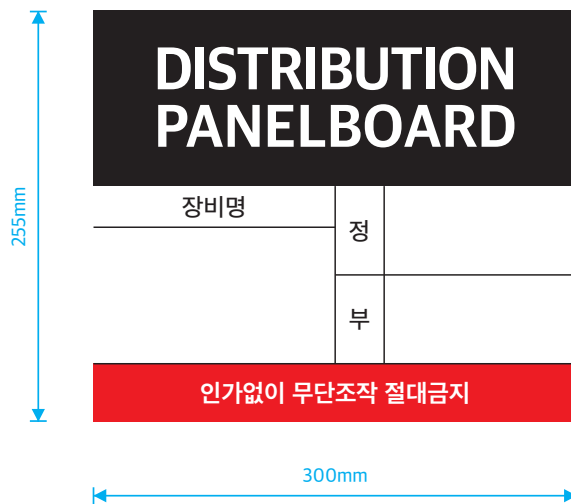 DISTRIBUTION
PANELBOARD
장비명
정
부
인가없이 무단조작 절대금지
255mm
300mm